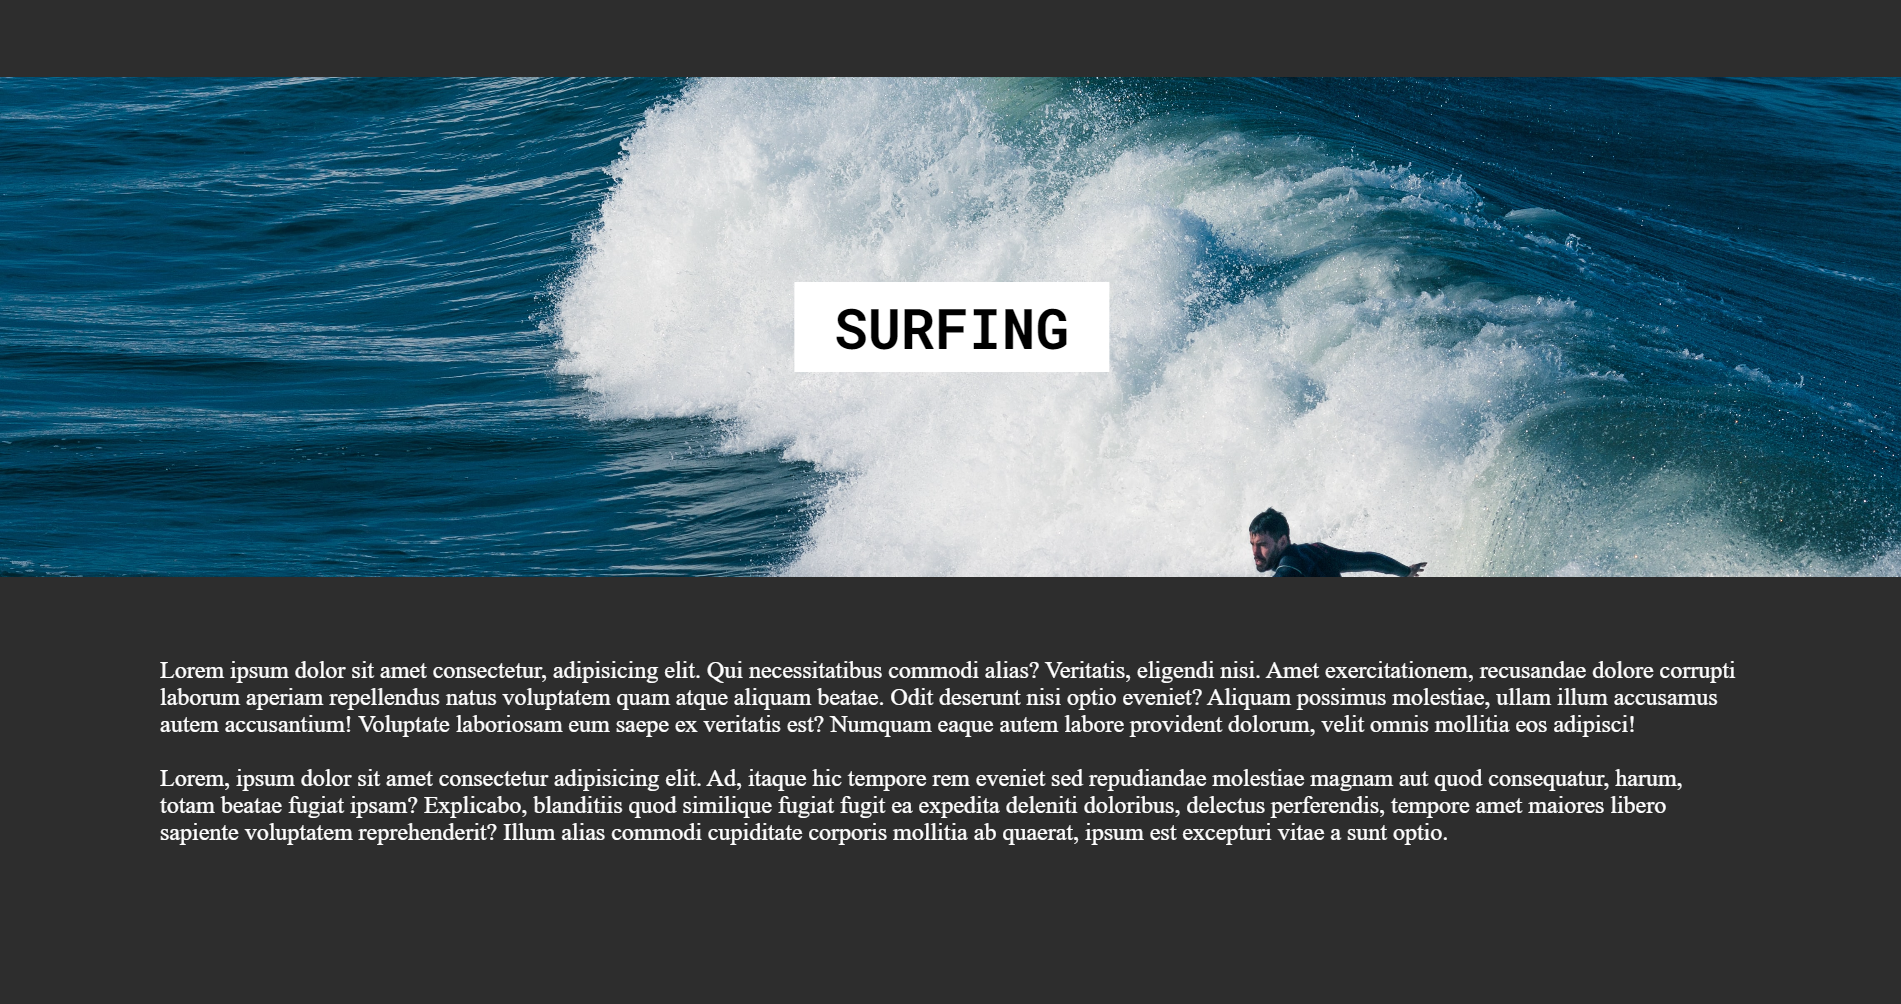 SURFING
Lorem ipsum dolor sit amet consectetur, adipisicing elit. Qui necessitatibus commodi alias? Veritatis, eligendi nisi. Amet exercitationem, recusandae dolore corrupti
laborum aperiam repellendus natus voluptatem quam atque aliquam beatae. Odit deserunt nisi optio eveniet? Aliquam possimus molestiae, ullam illum accusamus
autem accusantium! Voluptate laboriosam eum saepe ex veritatis est? Numquam eaque autem labore provident dolorum, velit omnis mollitia eos adipisci!
Lorem, ipsum dolor sit amet consectetur adipisicing elit. Ad, itaque hic tempore rem eveniet sed repudiandae molestiae magnam aut quod consequatur, harum,
totam beatae fugiat ipsam? Explicabo, blanditiis quod similique fugiat fugit ea expedita deleniti doloribus, delectus perferendis, tempore amet maiores libero
sapiente voluptatem reprehenderit? Illum alias commodi cupiditate corporis mollitia ab quaerat, ipsum est excepturi vitae a sunt optio.